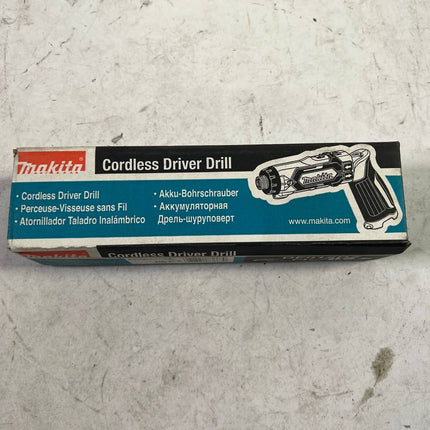 makita
Cordless Driver Drill
• Cordless Driver Drill
• Perceuse-Visseuse sans Fil
• Atornillador Taladro Inalámbrico
• Akku-Bohrschrauber
• Аккумуляторная
Дрель-шуруповерт
makita
www.makita.com
makita
Cordless Driver Drill